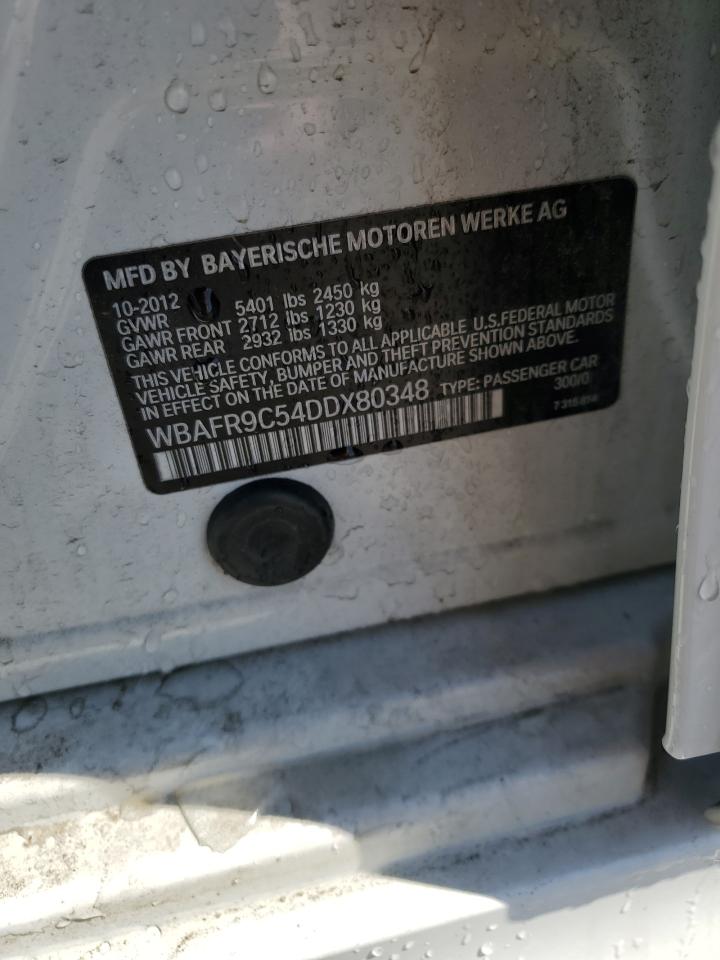 MFD BY BAYERISCHE MOTOREN WERKE AG
10-2012
GVWR 5401 lbs 2450 kg
GAWR FRONT 2712 lbs 1230 kg
GAWR REAR 2932 lbs 1330 kg
THIS VEHICLE CONFORMS TO ALL APPLICABLE U.S.FEDERAL MOTOR
VEHICLE SAFETY, BUMPER AND THEFT PREVENTION STANDARDS
IN EFFECT ON THE DATE OF MANUFACTURE SHOWN ABOVE.
WBAFR9C54DDX80348 TYPE: PASSENGER CAR
300/0